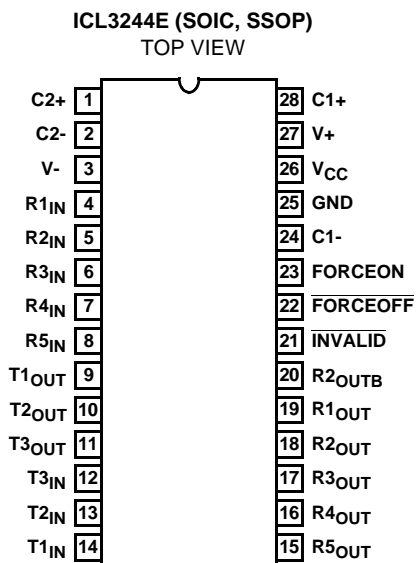 ICL3244E (SOIC, SSOP)
TOP VIEW
C2+ 1 28 C1+
C2- 2 27 V+
V- 3 26 VCC
R1IN 4 25 GND
R2IN 5 24 C1-
R3IN 6 23 FORCEON
R4IN 7 22 FORCEOFF
R5IN 8 21 INVALID
T1OUT 9 20 R2OUTB
T2OUT 10 19 R1OUT
T3OUT 11 18 R2OUT
T3IN 12 17 R3OUT
T2IN 13 16 R4OUT
T1IN 14 15 R5OUT